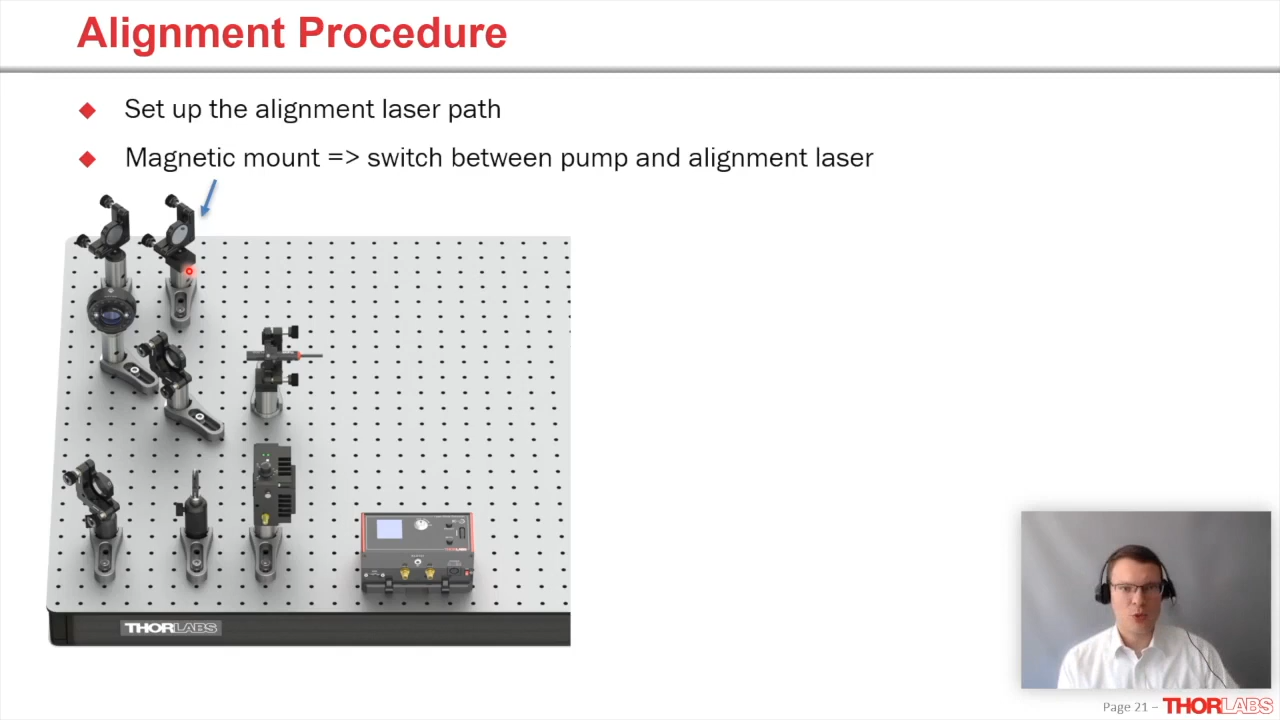 Alignment Procedure
Set up the alignment laser path
Magnetic mount => switch between pump and alignment laser
THORLABS
Page 21 – THORLABS